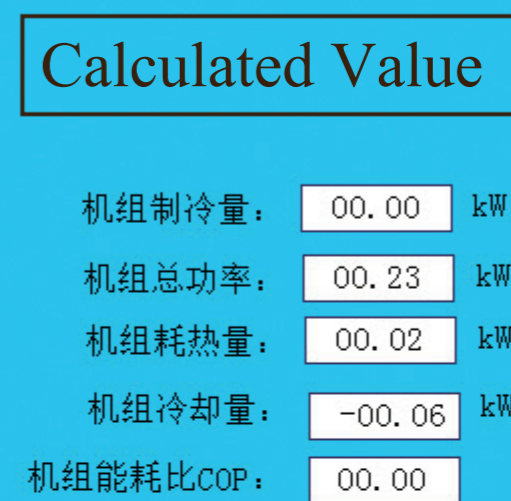 Calculated Value
机组制冷量: 00.00 kW
机组总功率: 00.23 kW
机组耗热量: 00.02 kW
机组冷却量: -00.06 kW
机组能耗比COP: 00.00